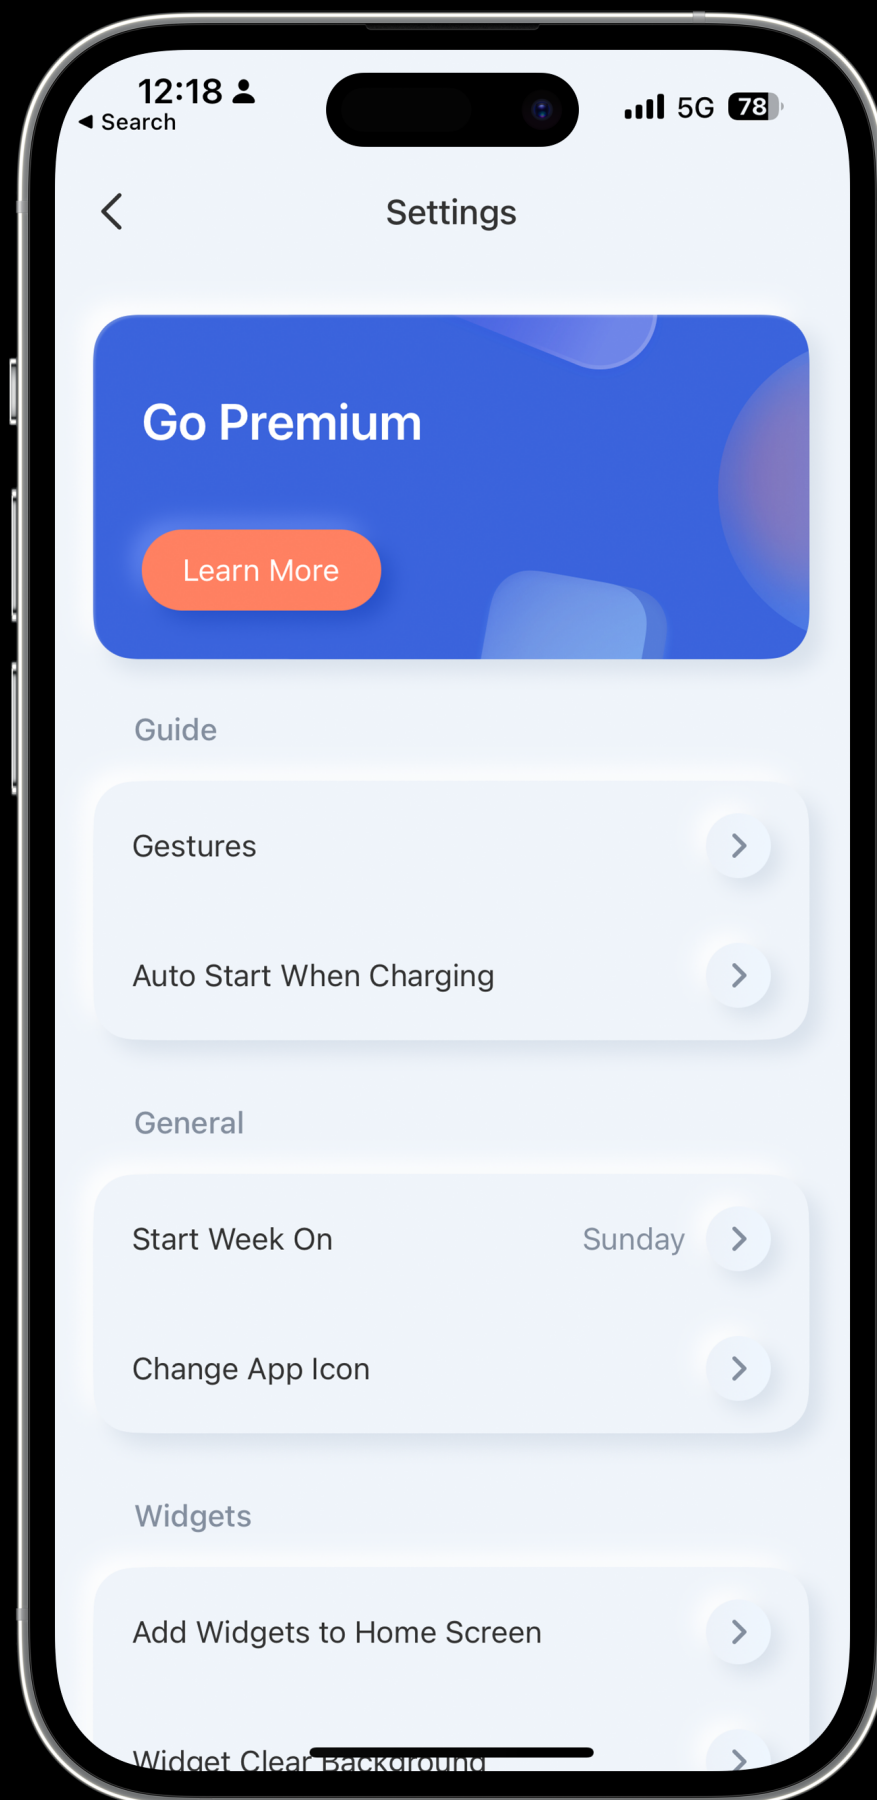 12:18
Search
5G
78
Settings
Go Premium
Learn More
Guide
Gestures
Auto Start When Charging
General
Start Week On Sunday
Change App Icon
Widgets
Add Widgets to Home Screen
Widget Clear Background